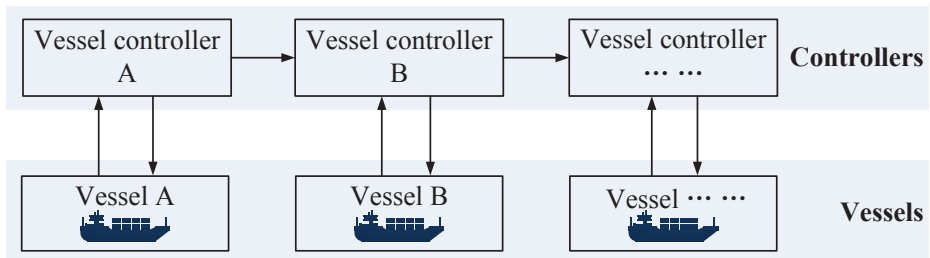 Vessel controller
A
Vessel controller
B
Vessel controller
... ...
Controllers
Vessel A
Vessel B
Vessel ... ...
Vessels